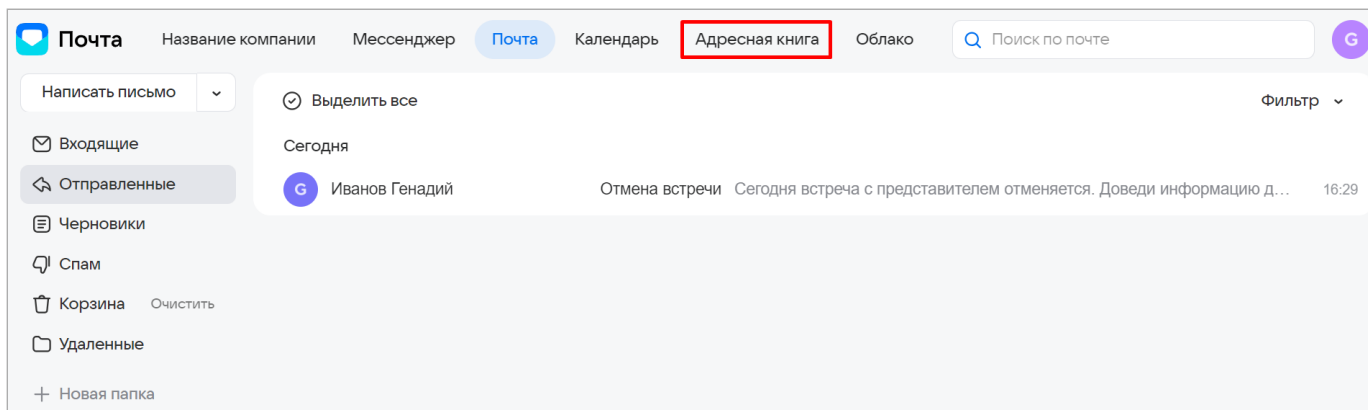 Почта Название компании Мессенджер Почта Календарь Адресная книга Облако Поиск по почте G
Написать письмо
Выделить все Фильтр
Входящие
Сегодня
Отправленные
G Иванов Генадий Отмена встречи Сегодня встреча с представителем отменяется. Доведи информацию д... 16:29
Черновики
Спам
Корзина Очистить
Удаленные
Новая папка